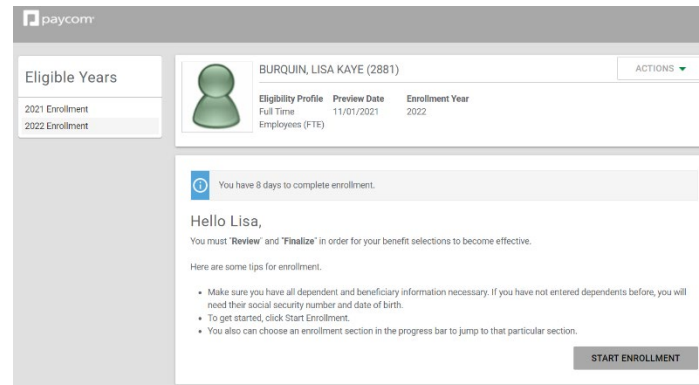 paycom
Eligible Years
2021 Enrollment
2022 Enrollment
BURQUIN, LISA KAYE (2881)
ACTIONS
Eligibility Profile Preview Date Enrollment Year
Full Time 11/01/2021 2022
Employees (FTE)
You have 8 days to complete enrollment.
Hello Lisa,
You must "Review" and "Finalize" in order for your benefit selections to become effective.
Here are some tips for enrollment.
• Make sure you have all dependent and beneficiary information necessary. If you have not entered dependents before, you will
need their social security number and date of birth.
• To get started, click Start Enrollment.
• You also can choose an enrollment section in the progress bar to jump to that particular section.
START ENROLLMENT